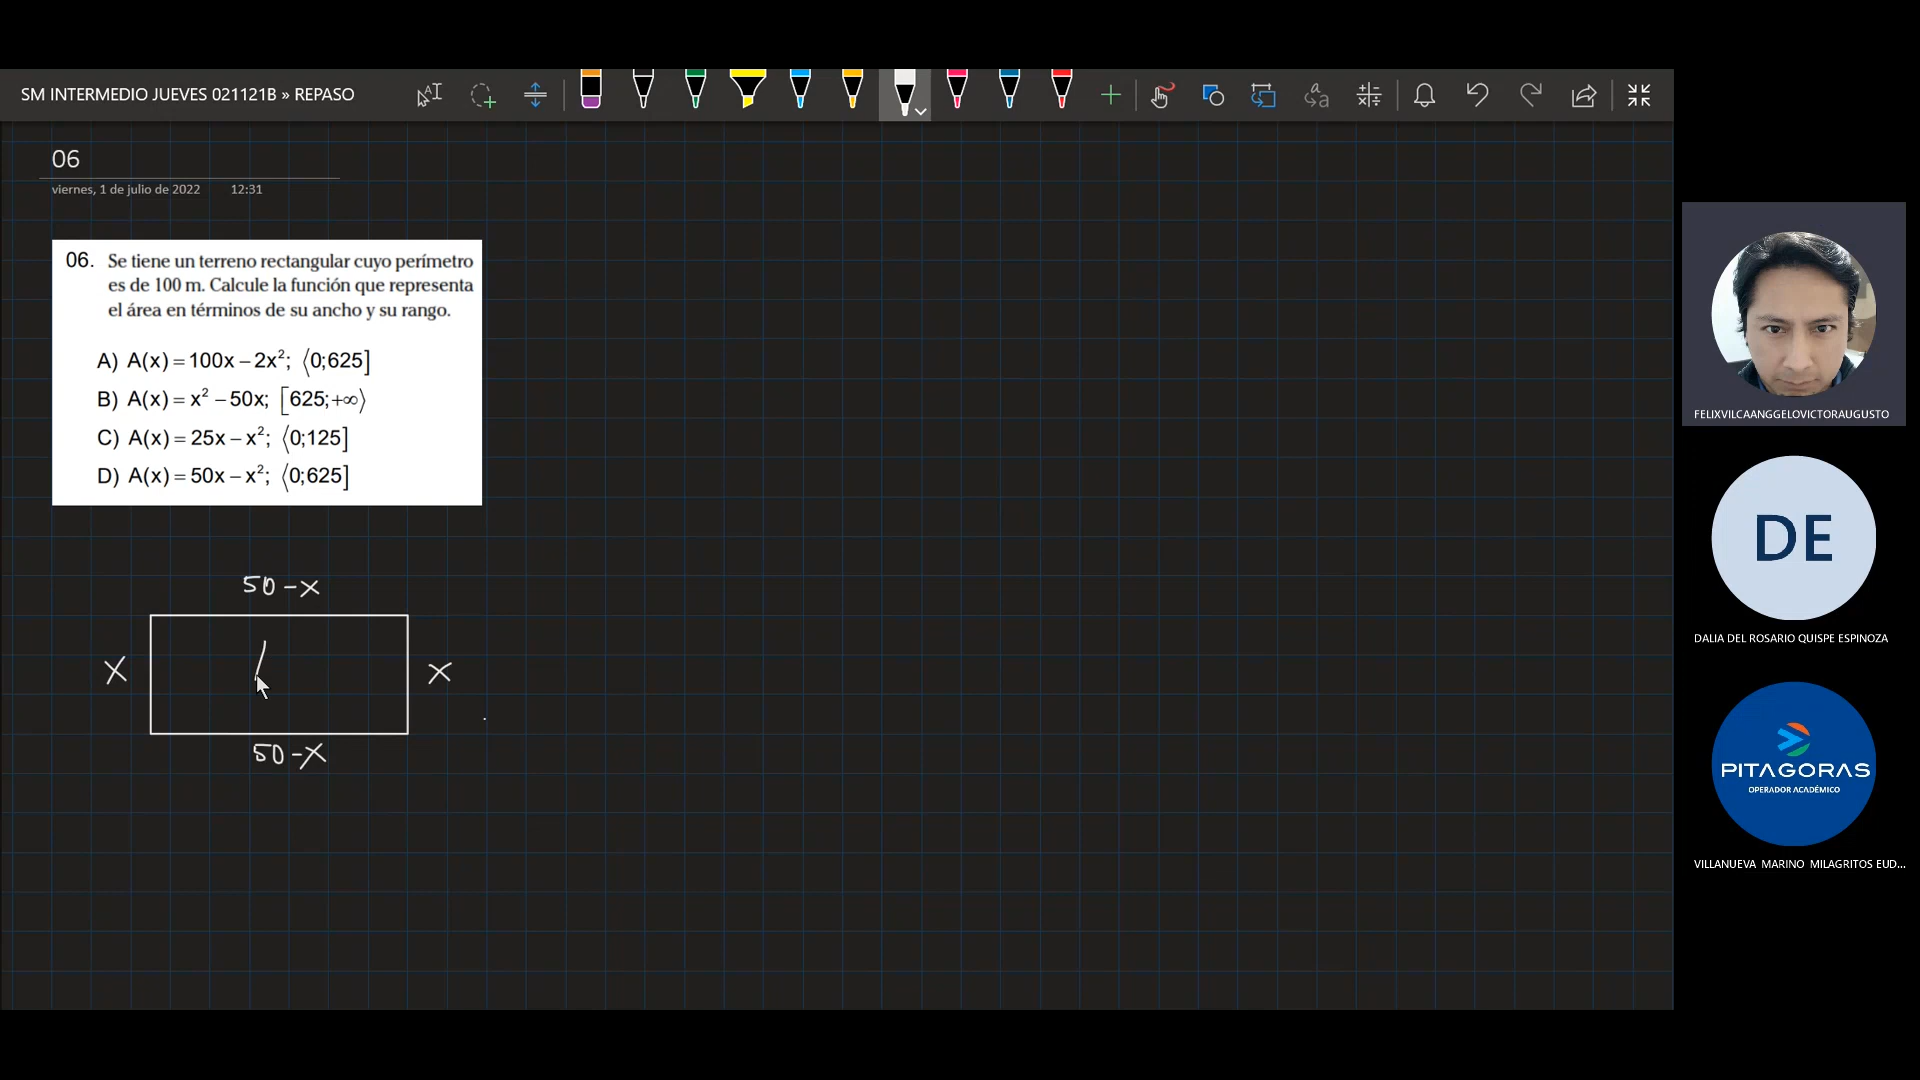 SM INTERMEDIO JUEVES 021121B » REPASO
06
viernes, 1 de julio de 2022 12:31
06. Se tiene un terreno rectangular cuyo perímetro
es de 100 m. Calcule la función que representa
el área en términos de su ancho y su rango.
A) A(x) = 100x – 2x²; ⟨0;625]
B) A(x) = x² – 50x; [625;+∞⟩
C) A(x) = 25x – x²; ⟨0;125]
D) A(x) = 50x – x²; ⟨0;625]
50 - x
x x
50 - x
FELIXVILCAANGGELOVICTORAUGUSTO
DE
DALIA DEL ROSARIO QUISPE ESPINOZA
PITAGORAS
OPERADOR ACADÉMICO
VILLANUEVA MARINO MILAGRITOS EUD...